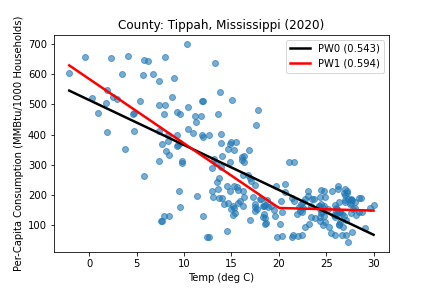 County: Tippah, Mississippi (2020)
Per-Capita Consumption (MMBtu/1000 Households)
700
600
500
400
300
200
100
PW0 (0.543)
PW1 (0.594)
0
5
10
15
20
25
30
Temp (deg C)